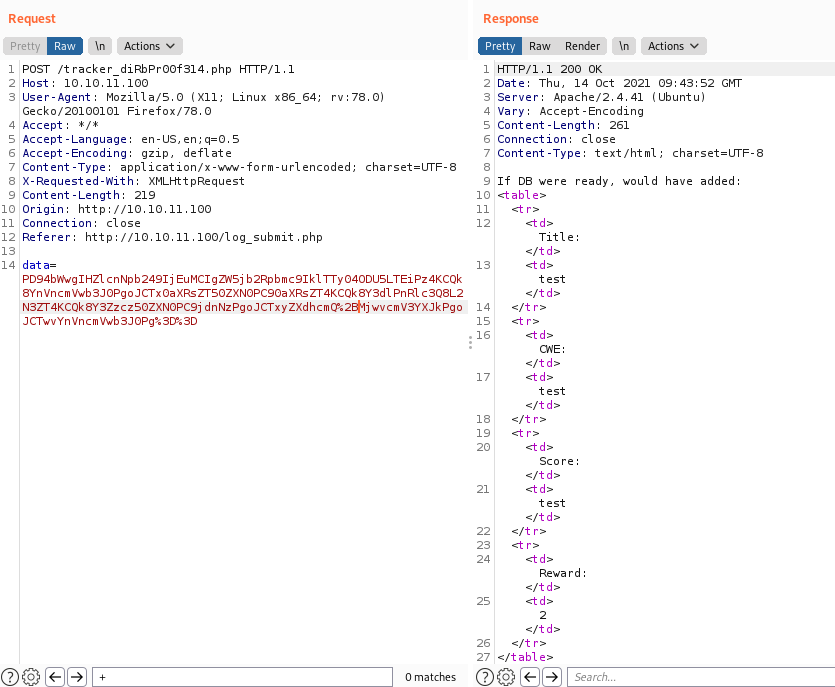 Request
Pretty Raw \n Actions
1 POST /tracker_diRbPr00f314.php HTTP/1.1
2 Host: 10.10.11.100
3 User-Agent: Mozilla/5.0 (X11; Linux x86_64; rv:78.0)
Gecko/20100101 Firefox/78.0
4 Accept: */*
5 Accept-Language: en-US,en;q=0.5
6 Accept-Encoding: gzip, deflate
7 Content-Type: application/x-www-form-urlencoded; charset=UTF-8
8 X-Requested-With: XMLHttpRequest
9 Content-Length: 219
10 Origin: http://10.10.11.100
11 Connection: close
12 Referer: http://10.10.11.100/log_submit.php
13
14 data=
PD94bWwgIHZlcnNpb249IjEuMCIgZW5jb2Rpbmc9IklTTy04ODU5LTEiPz4KCQk
8YnVncmVwb3J0PgoJCTx0aXRsZT50ZXN0PC90aXRsZT4KCQk8Y3dlPnRlc3Q8L2
N3ZT4KCQk8Y3Zzcz50ZXN0PC9jdnNzPgoJCTxyZXdhcmQ%2BMjwvcmV3YXJkPgo
JCTwvYnVncmVwb3J0Pg%3D%3D
+
0 matches
Response
Pretty Raw Render \n Actions
1 HTTP/1.1 200 OK
2 Date: Thu, 14 Oct 2021 09:43:52 GMT
3 Server: Apache/2.4.41 (Ubuntu)
4 Vary: Accept-Encoding
5 Content-Length: 261
6 Connection: close
7 Content-Type: text/html; charset=UTF-8
8
9 If DB were ready, would have added:
10 <table>
11 <tr>
12 <td>
Title:
</td>
13 <td>
test
</td>
14 </tr>
15 <tr>
16 <td>
CWE:
</td>
17 <td>
test
</td>
18 </tr>
19 <tr>
20 <td>
Score:
</td>
21 <td>
test
</td>
22 </tr>
23 <tr>
24 <td>
Reward:
</td>
25 <td>
2
</td>
26 </tr>
27 </table>
Search...